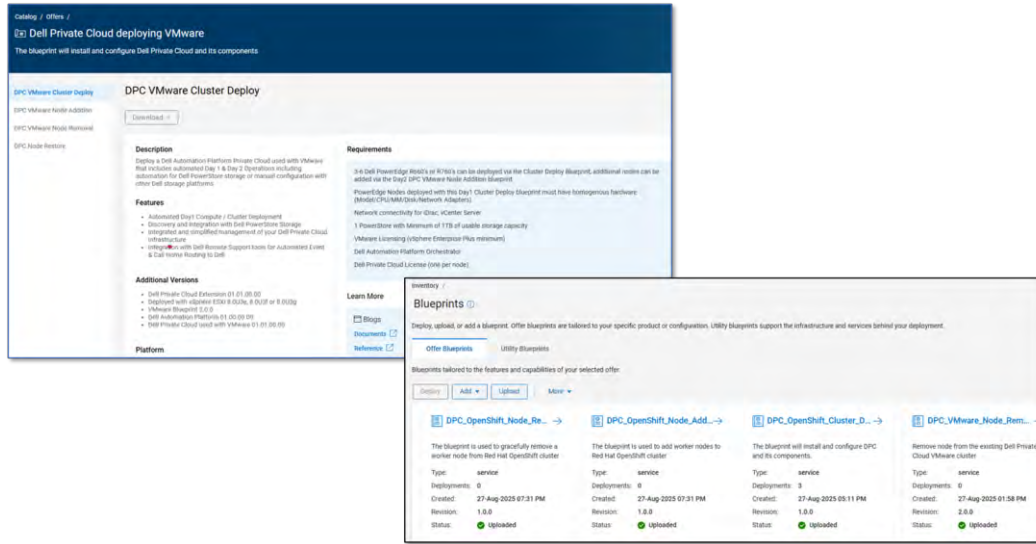 Catalog / Offers /
Dell Private Cloud deploying VMware
The blueprint will install and configure Dell Private Cloud and its components
DPC VMware Cluster Deploy
DPC VMware Node Addition
DPC VMware Node Removal
DPC Node Restore
DPC VMware Cluster Deploy
Download
Description
Deploy a Dell Automation Platform Private Cloud used with VMware
that includes automated Day 1 & Day 2 Operations including
automation for Dell PowerStore storage or manual configuration with
other Dell storage platforms
Features
Automated Day1 Compute / Cluster Deployment
Discovery and Integration with Dell PowerStore Storage
Integrated and simplified management of your Dell Private Cloud
Infrastructure
Integration with Dell Remote Support tools for Automated Event
& Call Home Routing to Dell
Additional Versions
Dell Private Cloud Extension 01.01.00.00
Deployed with vSphere ESXi 8.0U3g, 8.0U3f or 8.0U3g
VMware Blueprint 2.0.0
Dell Automation Platform 01.00.00.00
Dell Private Cloud used with VMware 01.01.00.00
Platform
Requirements
3-6 Dell PowerEdge or R760's can be deployed via the Cluster Deploy Blueprint, additional nodes can be
added via the Day2 DPC VMware Node Addition blueprint
PowerEdge Nodes deployed with this Day1 Cluster Deploy blueprint must have homogenous hardware
(Model/CPU/MM/Disk/Network Adapters)
Network connectivity for iDrac, vCenter Server
1 PowerStore with Minimum of 1TB of usable storage capacity
VMware Licensing (vSphere Enterprise Plus minimum)
Dell Automation Platform Orchestrator
Dell Private Cloud License (one per node)
Learn More
Blogs
Documents
Reference
Inventory /
Blueprints
Deploy, upload, or add a blueprint. Offer blueprints are tailored to your specific product or configuration. Utility blueprints support the infrastructure and services behind your deployment.
Offer Blueprints Utility Blueprints
Blueprints tailored to the features and capabilities of your selected offer.
Deploy Add Upload More
DPC_OpenShift_Node_Re...
The blueprint is used to gracefully remove a
worker node from Red Hat OpenShift cluster
Type: service
Deployments: 0
Created: 27-Aug-2025 07:31 PM
Revision: 1.0.0
Status: Uploaded
DPC_OpenShift_Node_Add...
The blueprint is used to add worker nodes to
Red Hat OpenShift cluster
Type: service
Deployments: 0
Created: 27-Aug-2025 07:31 PM
Revision: 1.0.0
Status: Uploaded
DPC_OpenShift_Cluster_D...
The blueprint will install and configure DPC
and its components.
Type: service
Deployments: 3
Created: 27-Aug-2025 05:11 PM
Revision: 1.0.0
Status: Uploaded
DPC_VMware_Node_Rem...
Remove node from the existing Dell Private
Cloud VMware cluster
Type: service
Deployments: 0
Created: 27-Aug-2025 01:58 PM
Revision: 2.0.0
Status: Uploaded